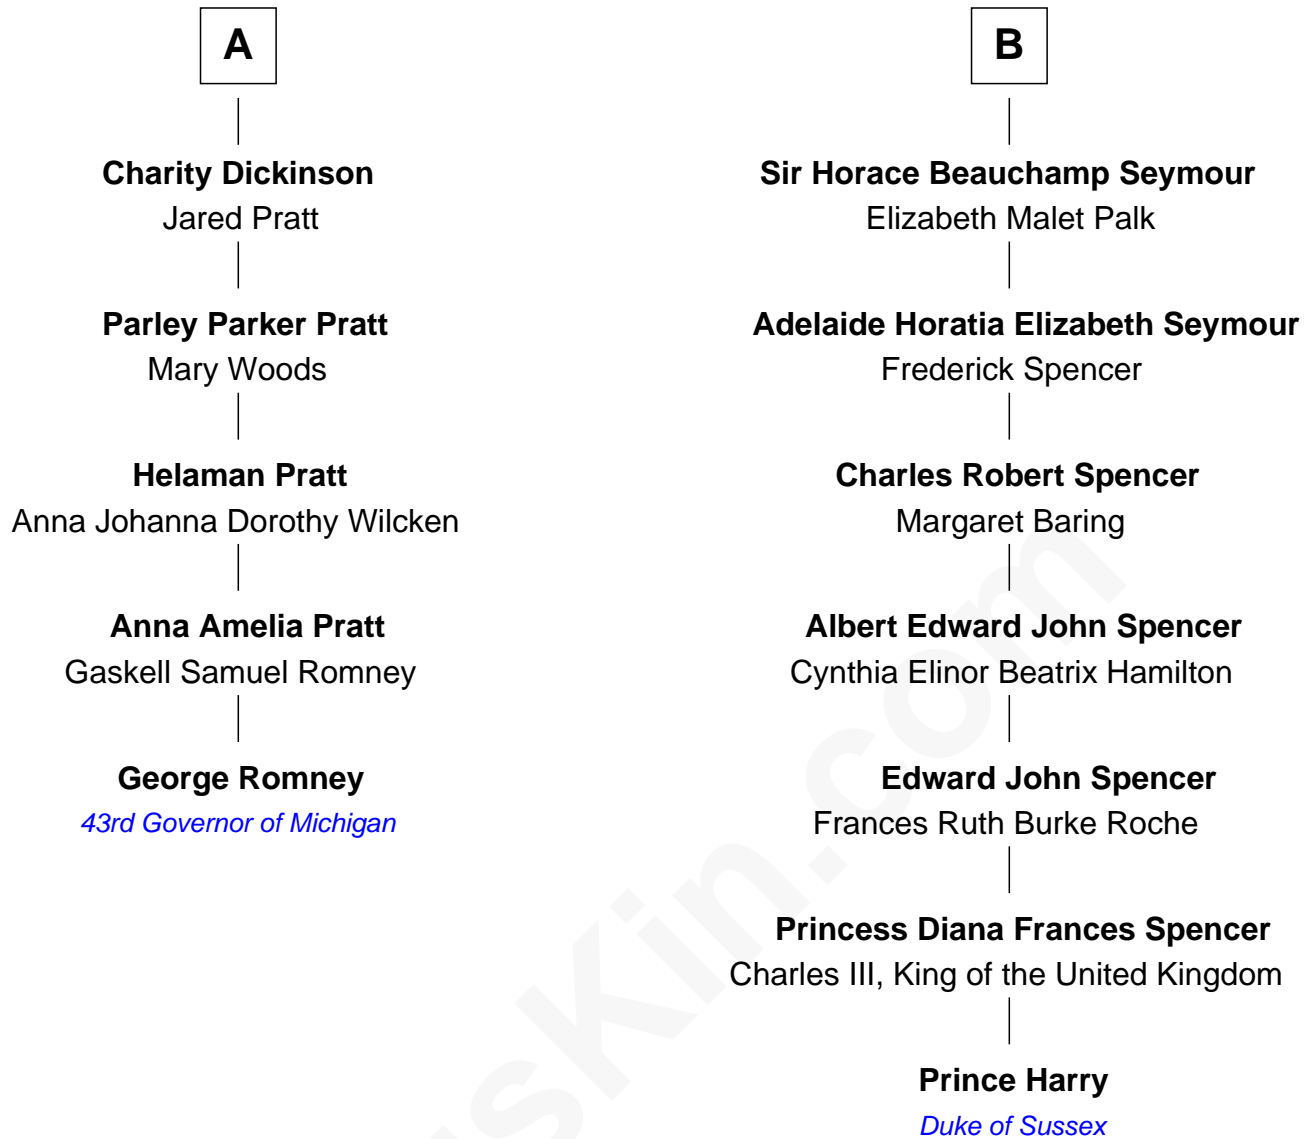 A
Charity Dickinson
Jared Pratt
Parley Parker Pratt
Mary Woods
Helaman Pratt
Anna Johanna Dorothy Wilcken
Anna Amelia Pratt
Gaskell Samuel Romney
George Romney
43rd Governor of Michigan
B
Sir Horace Beauchamp Seymour
Elizabeth Malet Palk
Adelaide Horatia Elizabeth Seymour
Frederick Spencer
Charles Robert Spencer
Margaret Baring
Albert Edward John Spencer
Cynthia Elinor Beatrix Hamilton
Edward John Spencer
Frances Ruth Burke Roche
Princess Diana Frances Spencer
Charles III, King of the United Kingdom
Prince Harry
Duke of Sussex